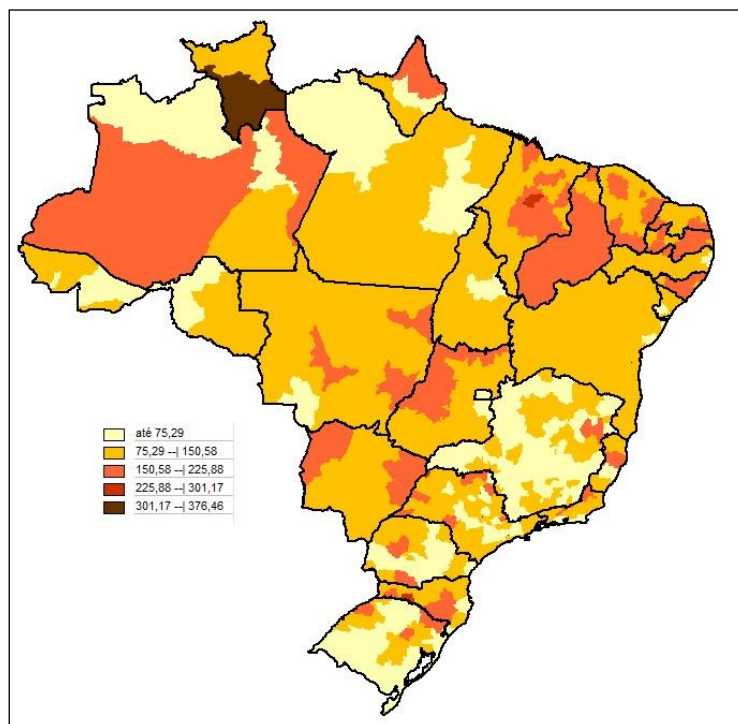 até 75,29
75,29 --| 150,58
150,58 --| 225,88
225,88 --| 301,17
301,17 --| 376,46